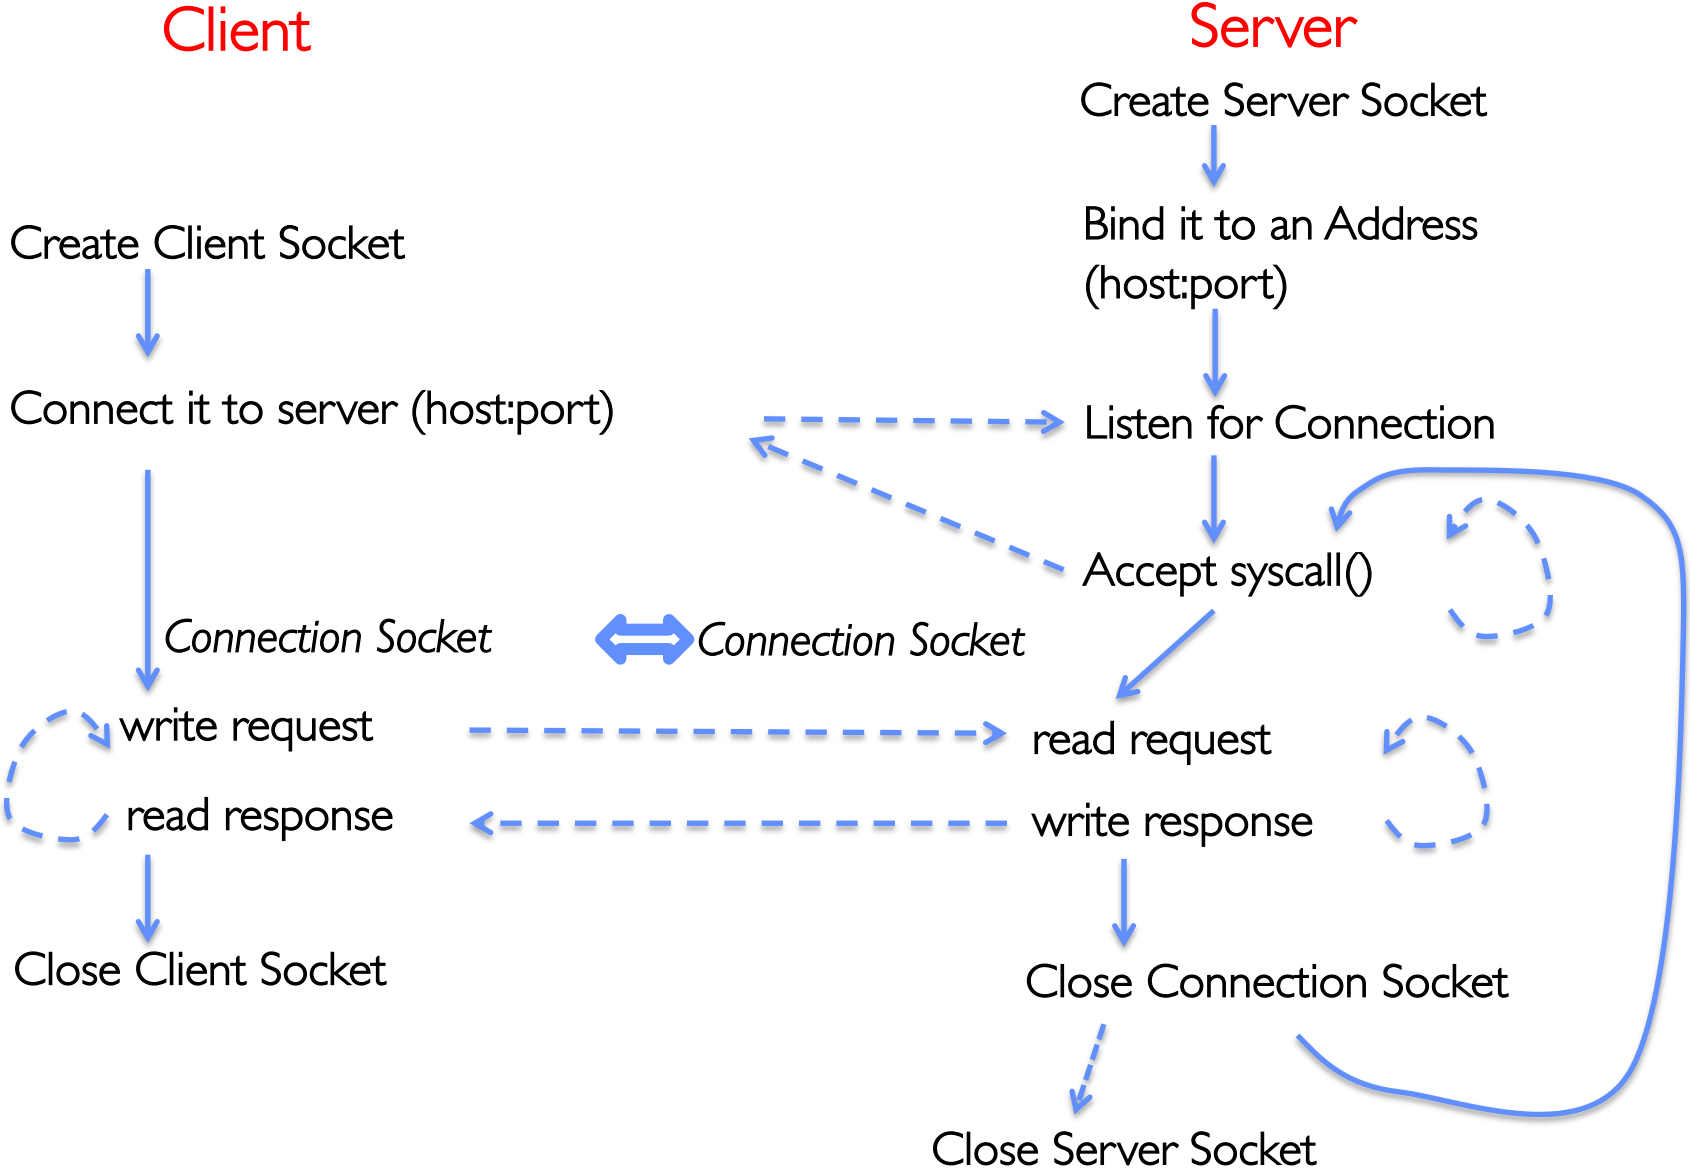 Client
Server
Create Server Socket
Bind it to an Address
(host:port)
Create Client Socket
Connect it to server (host:port)
Listen for Connection
Accept syscall()
Connection Socket
Connection Socket
write request
read request
read response
write response
Close Client Socket
Close Connection Socket
Close Server Socket